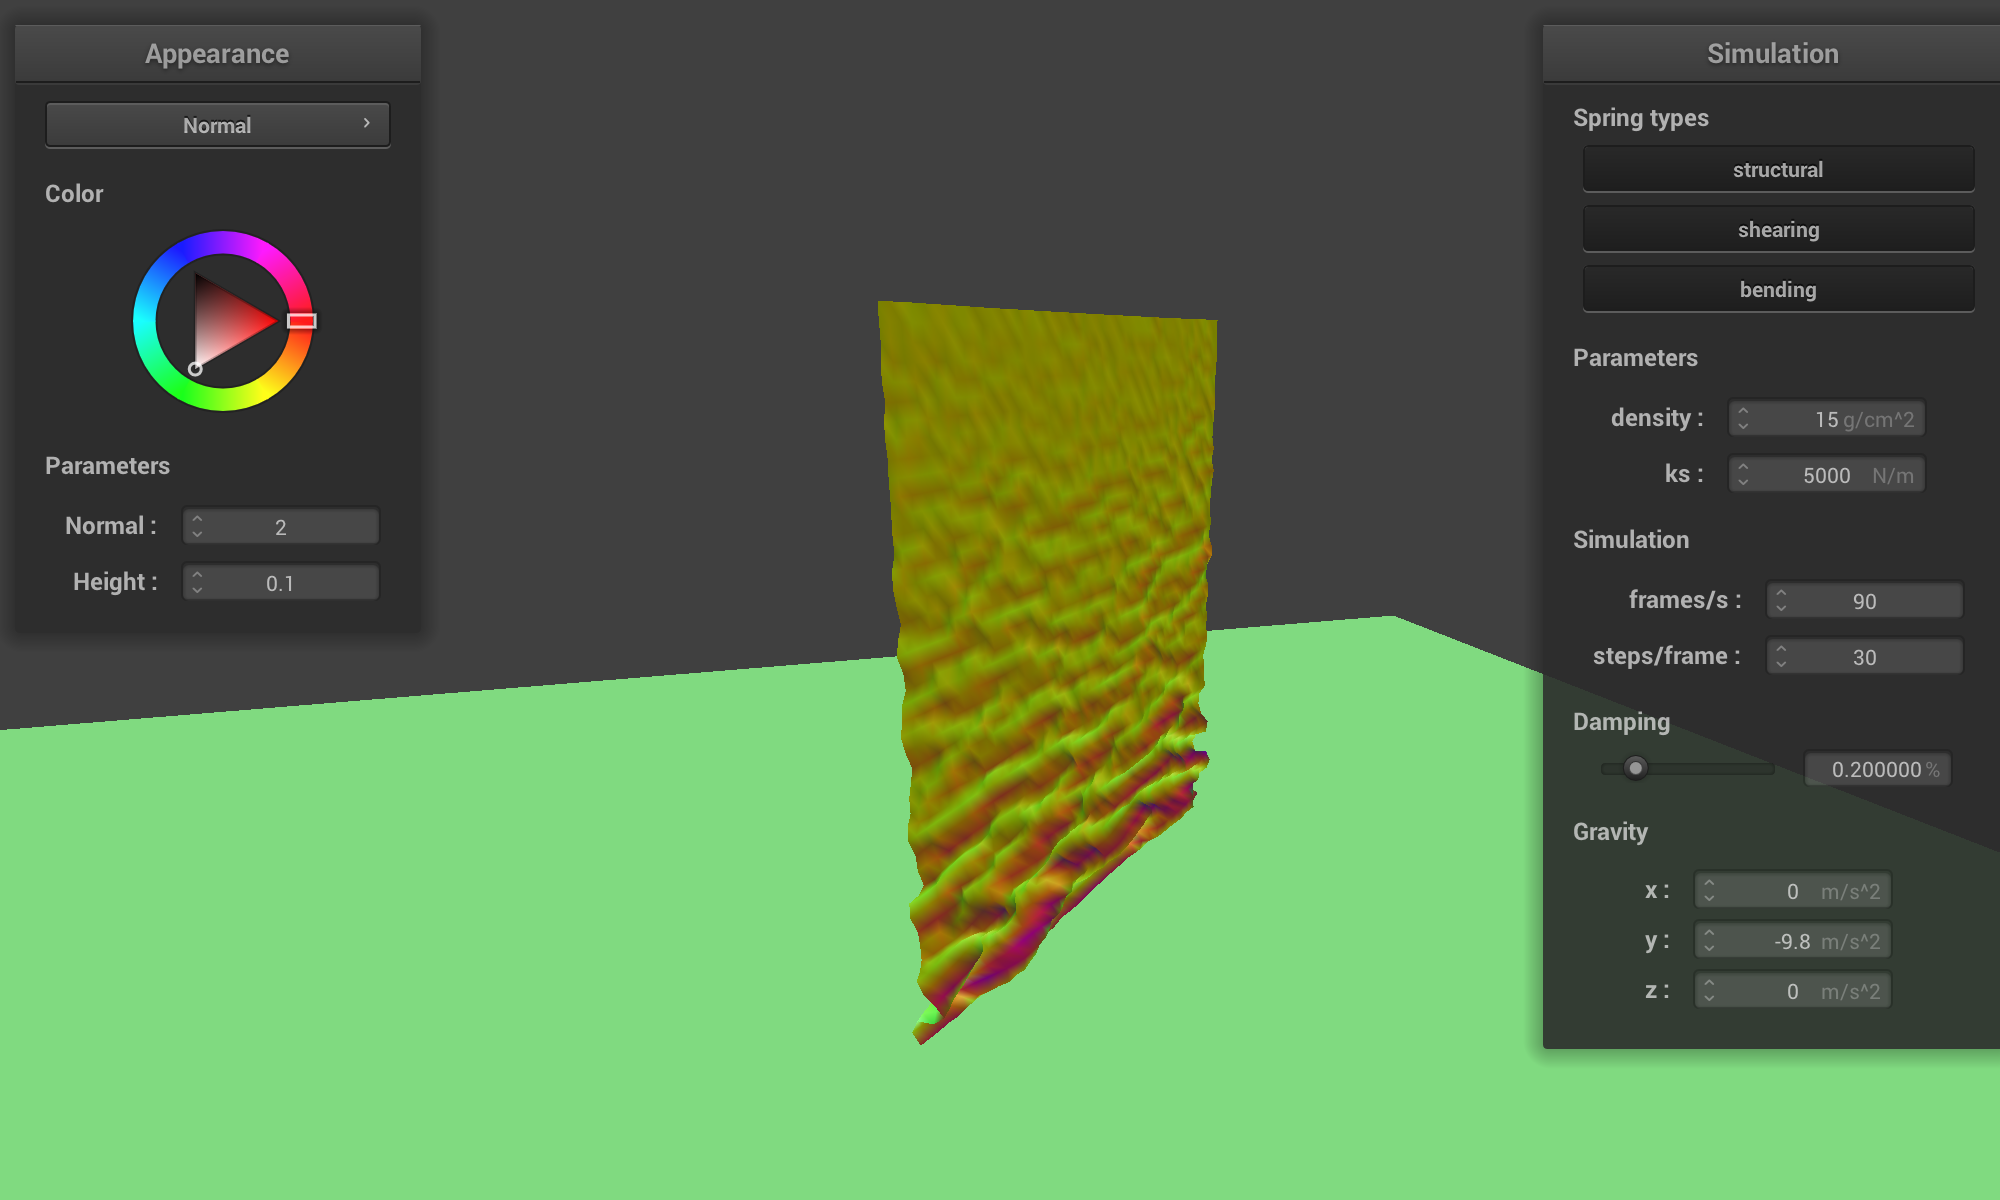 Appearance
Normal
Color
Parameters
Normal : 2
Height : 0.1
Simulation
Spring types
structural
shearing
bending
Parameters
density : 15 g/cm^2
ks : 5000 N/m
Simulation
frames/s : 90
steps/frame : 30
Damping
0.200000 %
Gravity
x : 0 m/s^2
y : -9.8 m/s^2
z : 0 m/s^2